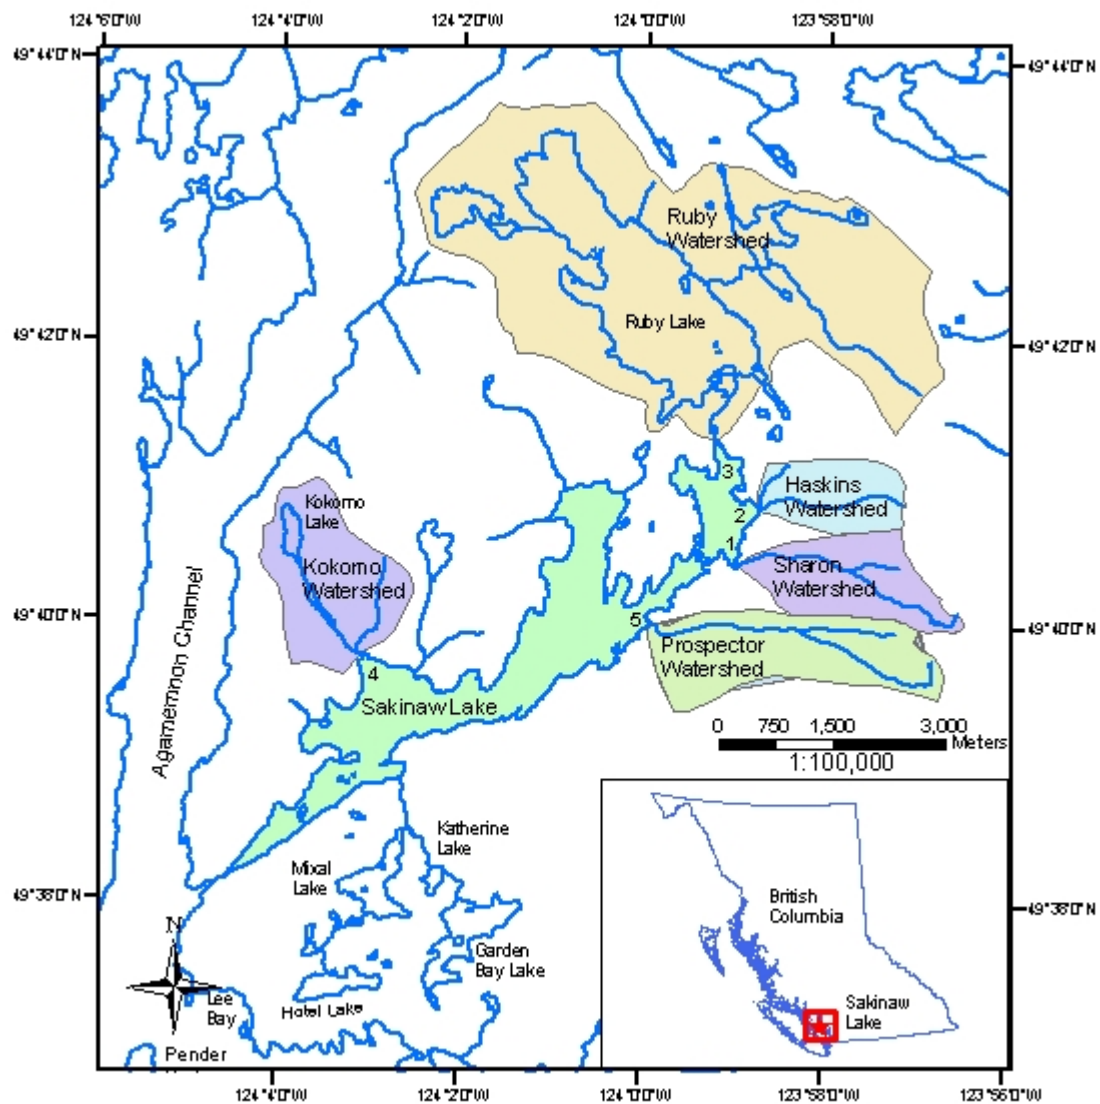 124°6'0"W 124°4'0"W 124°2'0"W 124°0'0"W 123°58'0"W
49°44'0"N
49°44'0"N
Ruby
Watershed
Ruby Lake
49°42'0"N
49°42'0"N
3
Haskins
Watershed
2
Kokomo
Lake
1
Kokomo
Watershed
Sharon
Watershed
Agamemnon Channel
49°40'0"N
5
49°40'0"N
Prospector
Watershed
4
Sakinaw Lake
0 750 1,500 3,000
Meters
1:100,000
Katherine
Lake
Mixal
Lake
49°38'0"N
49°38'0"N
British
Columbia
N
Garden
Bay Lake
Lee
Bay
Hotel Lake
Sakinaw
Lake
Pender
124°4'0"W 124°2'0"W 124°0'0"W 123°58'0"W 123°56'0"W